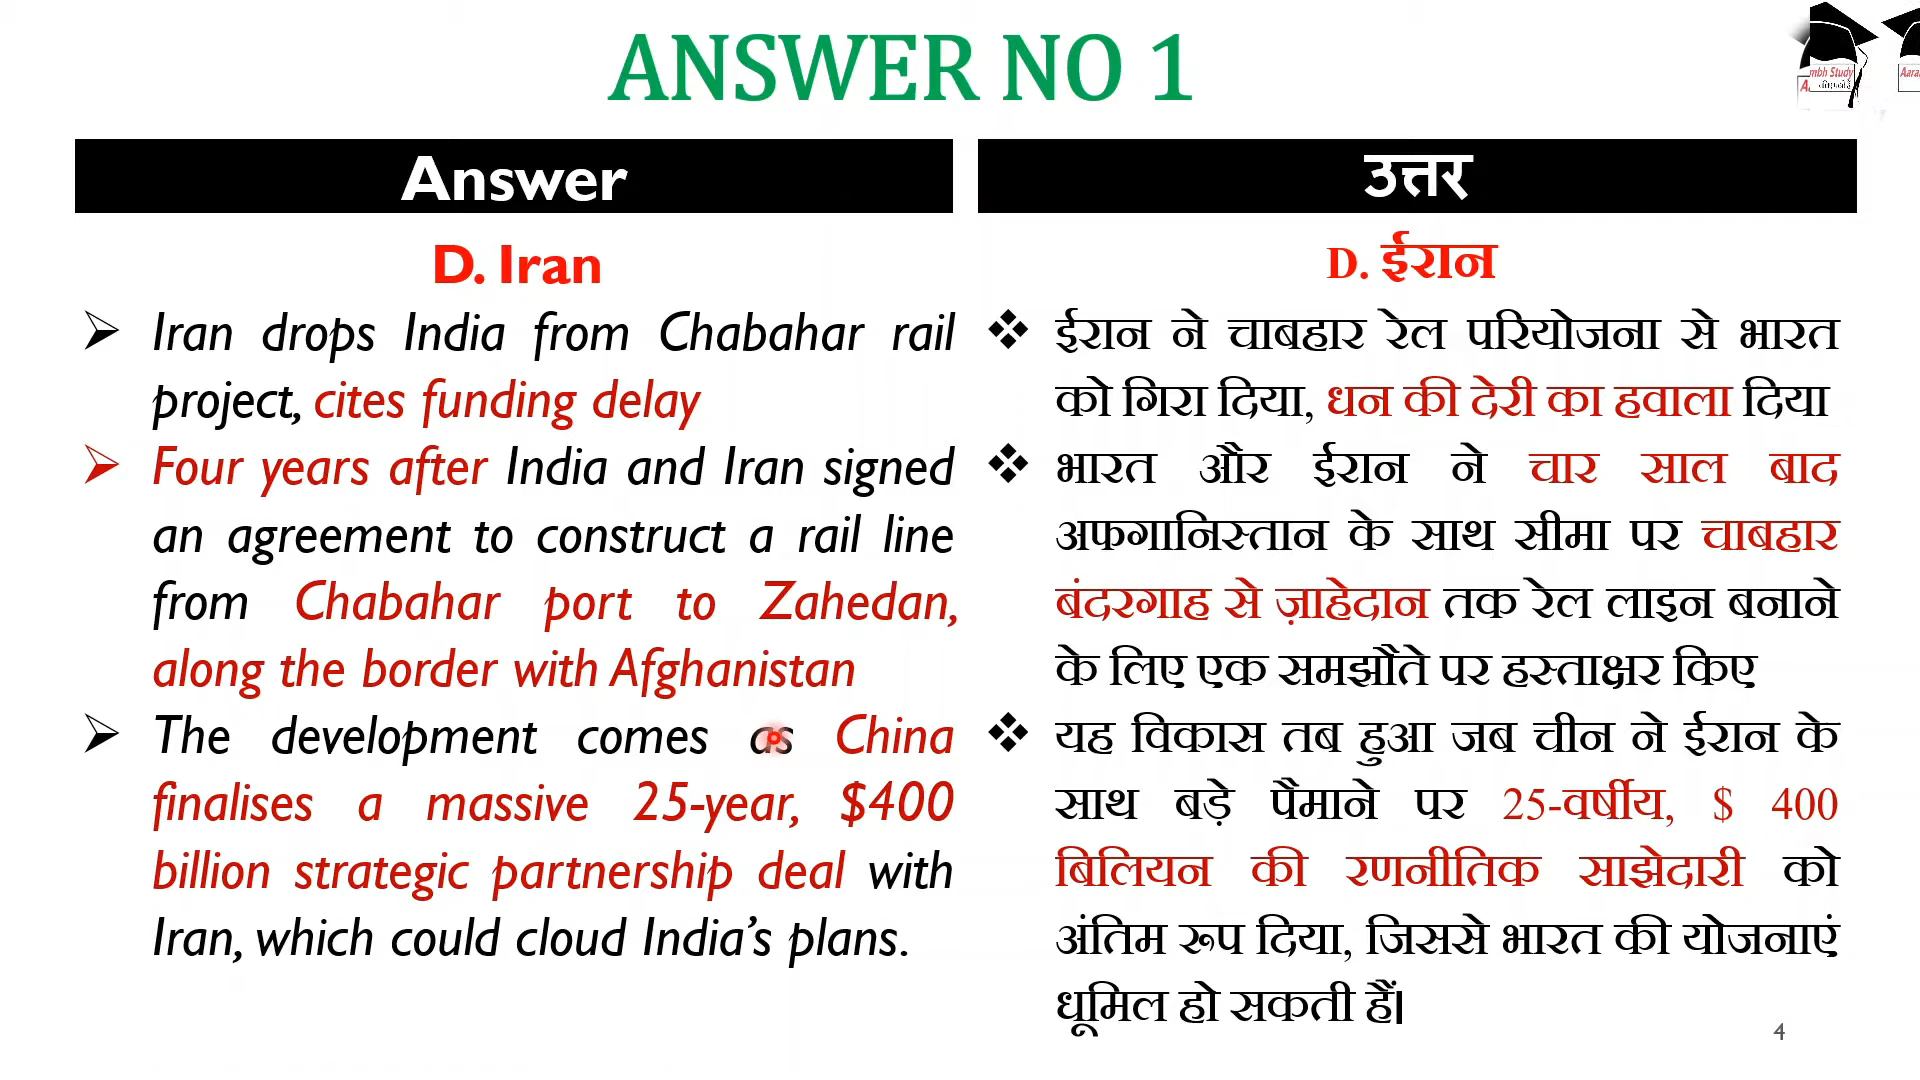 ANSWER NO 1
mbh Study
Aara
Answer
D. Iran
Iran drops India from Chabahar rail
project, cites funding delay
Four years after India and Iran signed
an agreement to construct a rail line
from Chabahar port to Zahedan,
along the border with Afghanistan
The development comes as China
finalises a massive 25-year, $400
billion strategic partnership deal with
Iran, which could cloud India’s plans.
उत्तर
D. ईरान
ईरान ने चाबहार रेल परियोजना से भारत
को गिरा दिया, धन की देरी का हवाला दिया
भारत और ईरान ने चार साल बाद
अफगानिस्तान के साथ सीमा पर चाबहार
बंदरगाह से ज़ाहेदान तक रेल लाइन बनाने
के लिए एक समझौते पर हस्ताक्षर किए
यह विकास तब हुआ जब चीन ने ईरान के
साथ बड़े पैमाने पर 25-वर्षीय, $ 400
बिलियन की रणनीतिक साझेदारी को
अंतिम रूप दिया, जिससे भारत की योजनाएं
धूमिल हो सकती हैं।
4